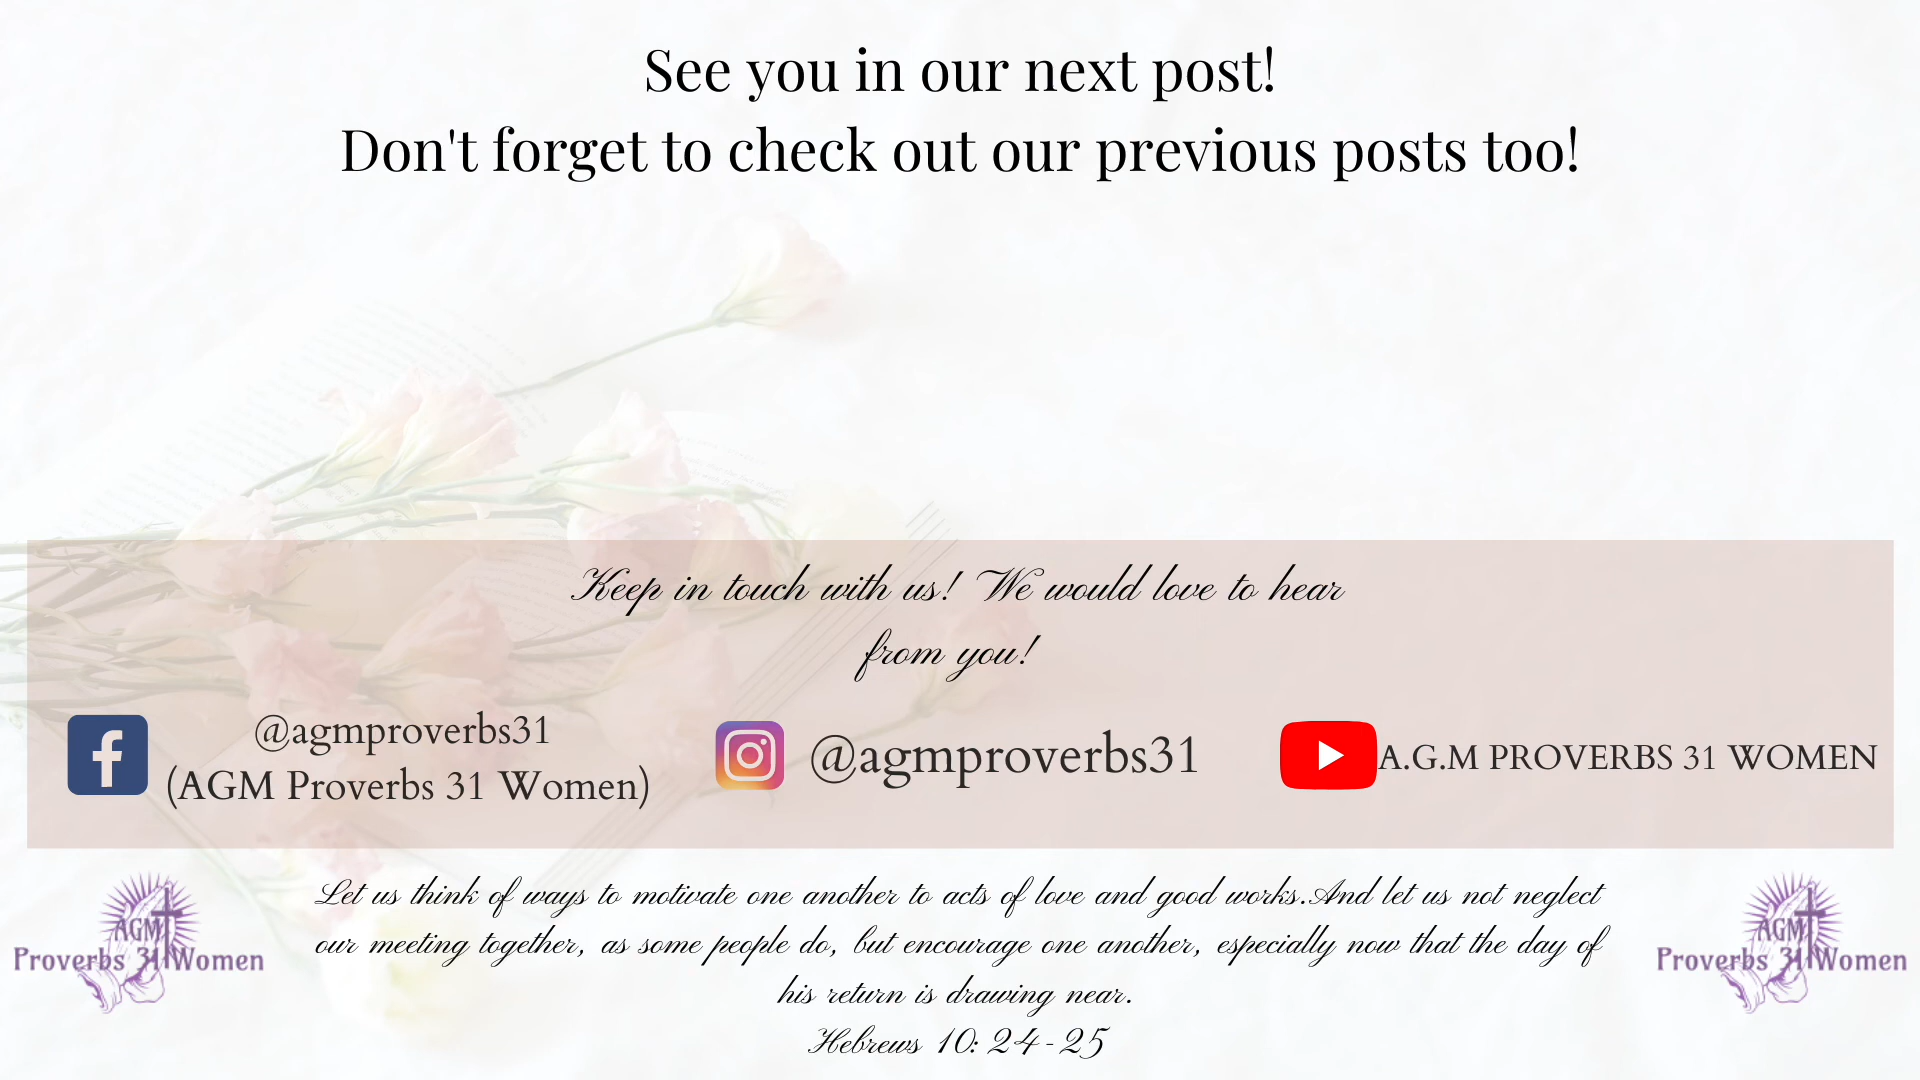 See you in our next post!
Don't forget to check out our previous posts too!
Keep in touch with us! We would love to hear
from you!
@agmproverbs31
(AGM Proverbs 31 Women)
@agmproverbs31
A.G.M PROVERBS 31 WOMEN
Let us think of ways to motivate one another to acts of love and good works.And let us not neglect
our meeting together, as some people do, but encourage one another, especially now that the day of
his return is drawing near.
Hebrews 10: 24-25
AGM
Proverbs 31 Women
AGM
Proverbs 31 Women